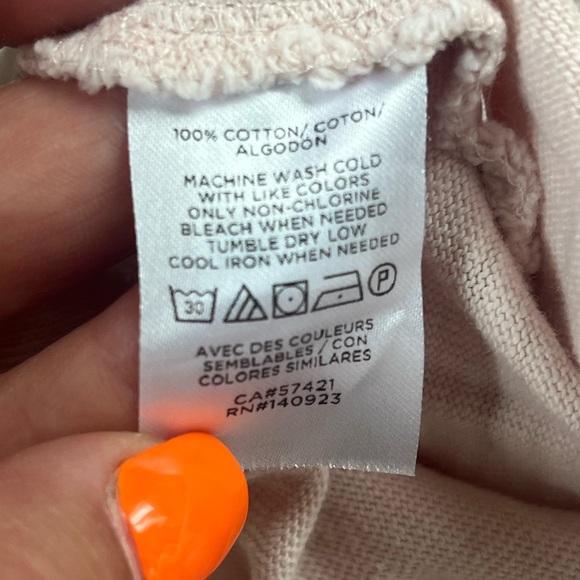 100% COTTON/ COTON/
ALGODÓN
MACHINE WASH COLD
WITH LIKE COLORS
ONLY NON-CHLORINE
BLEACH WHEN NEEDED
TUMBLE DRY LOW
COOL IRON WHEN NEEDED
30 P
AVEC DES COULEURS
SEMBLABLES / CON
COLORES SIMILARES
CA#57421
RN#140923